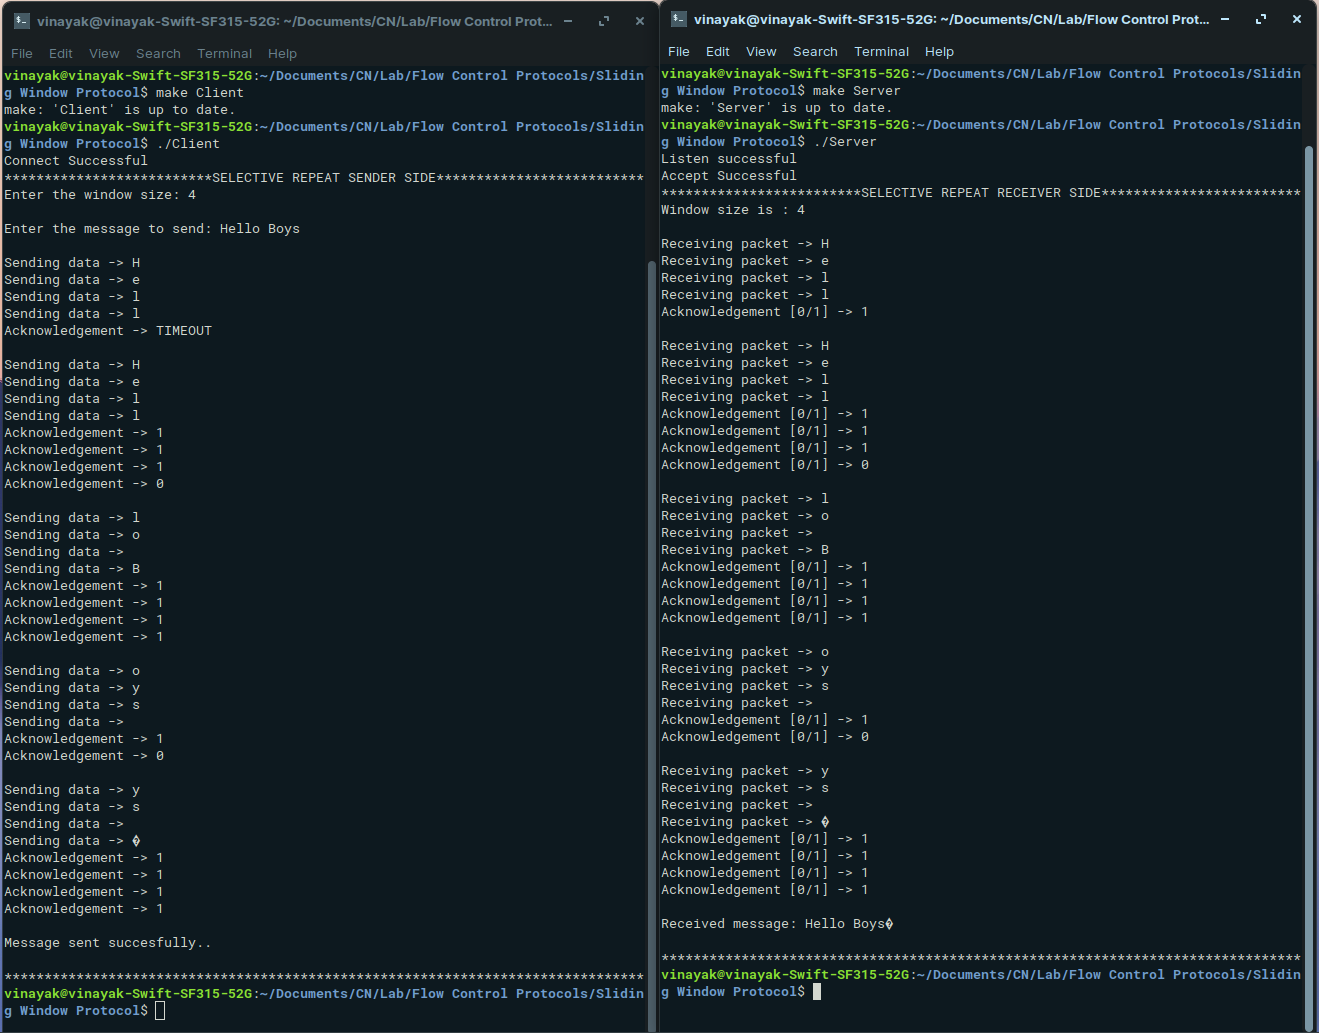 vinayak@vinayak-Swift-SF315-52G: ~/Documents/CN/Lab/Flow Control Prot...
File Edit View Search Terminal Help
vinayak@vinayak-Swift-SF315-52G:~/Documents/CN/Lab/Flow Control Protocols/Slidin
g Window Protocol$ make Client
make: 'Client' is up to date.
vinayak@vinayak-Swift-SF315-52G:~/Documents/CN/Lab/Flow Control Protocols/Slidin
g Window Protocol$ ./Client
Connect Successful
**************************SELECTIVE REPEAT SENDER SIDE**************************
Enter the window size: 4
Enter the message to send: Hello Boys
Sending data -> H
Sending data -> e
Sending data -> l
Sending data -> l
Acknowledgement -> TIMEOUT
Sending data -> H
Sending data -> e
Sending data -> l
Sending data -> l
Acknowledgement -> 1
Acknowledgement -> 1
Acknowledgement -> 1
Acknowledgement -> 0
Sending data -> l
Sending data -> o
Sending data ->
Sending data -> B
Acknowledgement -> 1
Acknowledgement -> 1
Acknowledgement -> 1
Acknowledgement -> 1
Sending data -> o
Sending data -> y
Sending data -> s
Sending data ->
Acknowledgement -> 1
Acknowledgement -> 0
Sending data -> y
Sending data -> s
Sending data ->
Sending data -> �
Acknowledgement -> 1
Acknowledgement -> 1
Acknowledgement -> 1
Acknowledgement -> 1
Message sent succesfully..
********************************************************************************
vinayak@vinayak-Swift-SF315-52G:~/Documents/CN/Lab/Flow Control Protocols/Slidin
g Window Protocol$
vinayak@vinayak-Swift-SF315-52G: ~/Documents/CN/Lab/Flow Control Prot...
File Edit View Search Terminal Help
vinayak@vinayak-Swift-SF315-52G:~/Documents/CN/Lab/Flow Control Protocols/Slidin
g Window Protocol$ make Server
make: 'Server' is up to date.
vinayak@vinayak-Swift-SF315-52G:~/Documents/CN/Lab/Flow Control Protocols/Slidin
g Window Protocol$ ./Server
Listen successful
Accept Successful
*************************SELECTIVE REPEAT RECEIVER SIDE*************************
Window size is : 4
Receiving packet -> H
Receiving packet -> e
Receiving packet -> l
Receiving packet -> l
Acknowledgement [0/1] -> 1
Receiving packet -> H
Receiving packet -> e
Receiving packet -> l
Receiving packet -> l
Acknowledgement [0/1] -> 1
Acknowledgement [0/1] -> 1
Acknowledgement [0/1] -> 1
Acknowledgement [0/1] -> 0
Receiving packet -> l
Receiving packet -> o
Receiving packet ->
Receiving packet -> B
Acknowledgement [0/1] -> 1
Acknowledgement [0/1] -> 1
Acknowledgement [0/1] -> 1
Acknowledgement [0/1] -> 1
Receiving packet -> o
Receiving packet -> y
Receiving packet -> s
Receiving packet ->
Acknowledgement [0/1] -> 1
Acknowledgement [0/1] -> 0
Receiving packet -> y
Receiving packet -> s
Receiving packet ->
Receiving packet -> �
Acknowledgement [0/1] -> 1
Acknowledgement [0/1] -> 1
Acknowledgement [0/1] -> 1
Acknowledgement [0/1] -> 1
Received message: Hello Boys�
********************************************************************************
vinayak@vinayak-Swift-SF315-52G:~/Documents/CN/Lab/Flow Control Protocols/Slidin
g Window Protocol$